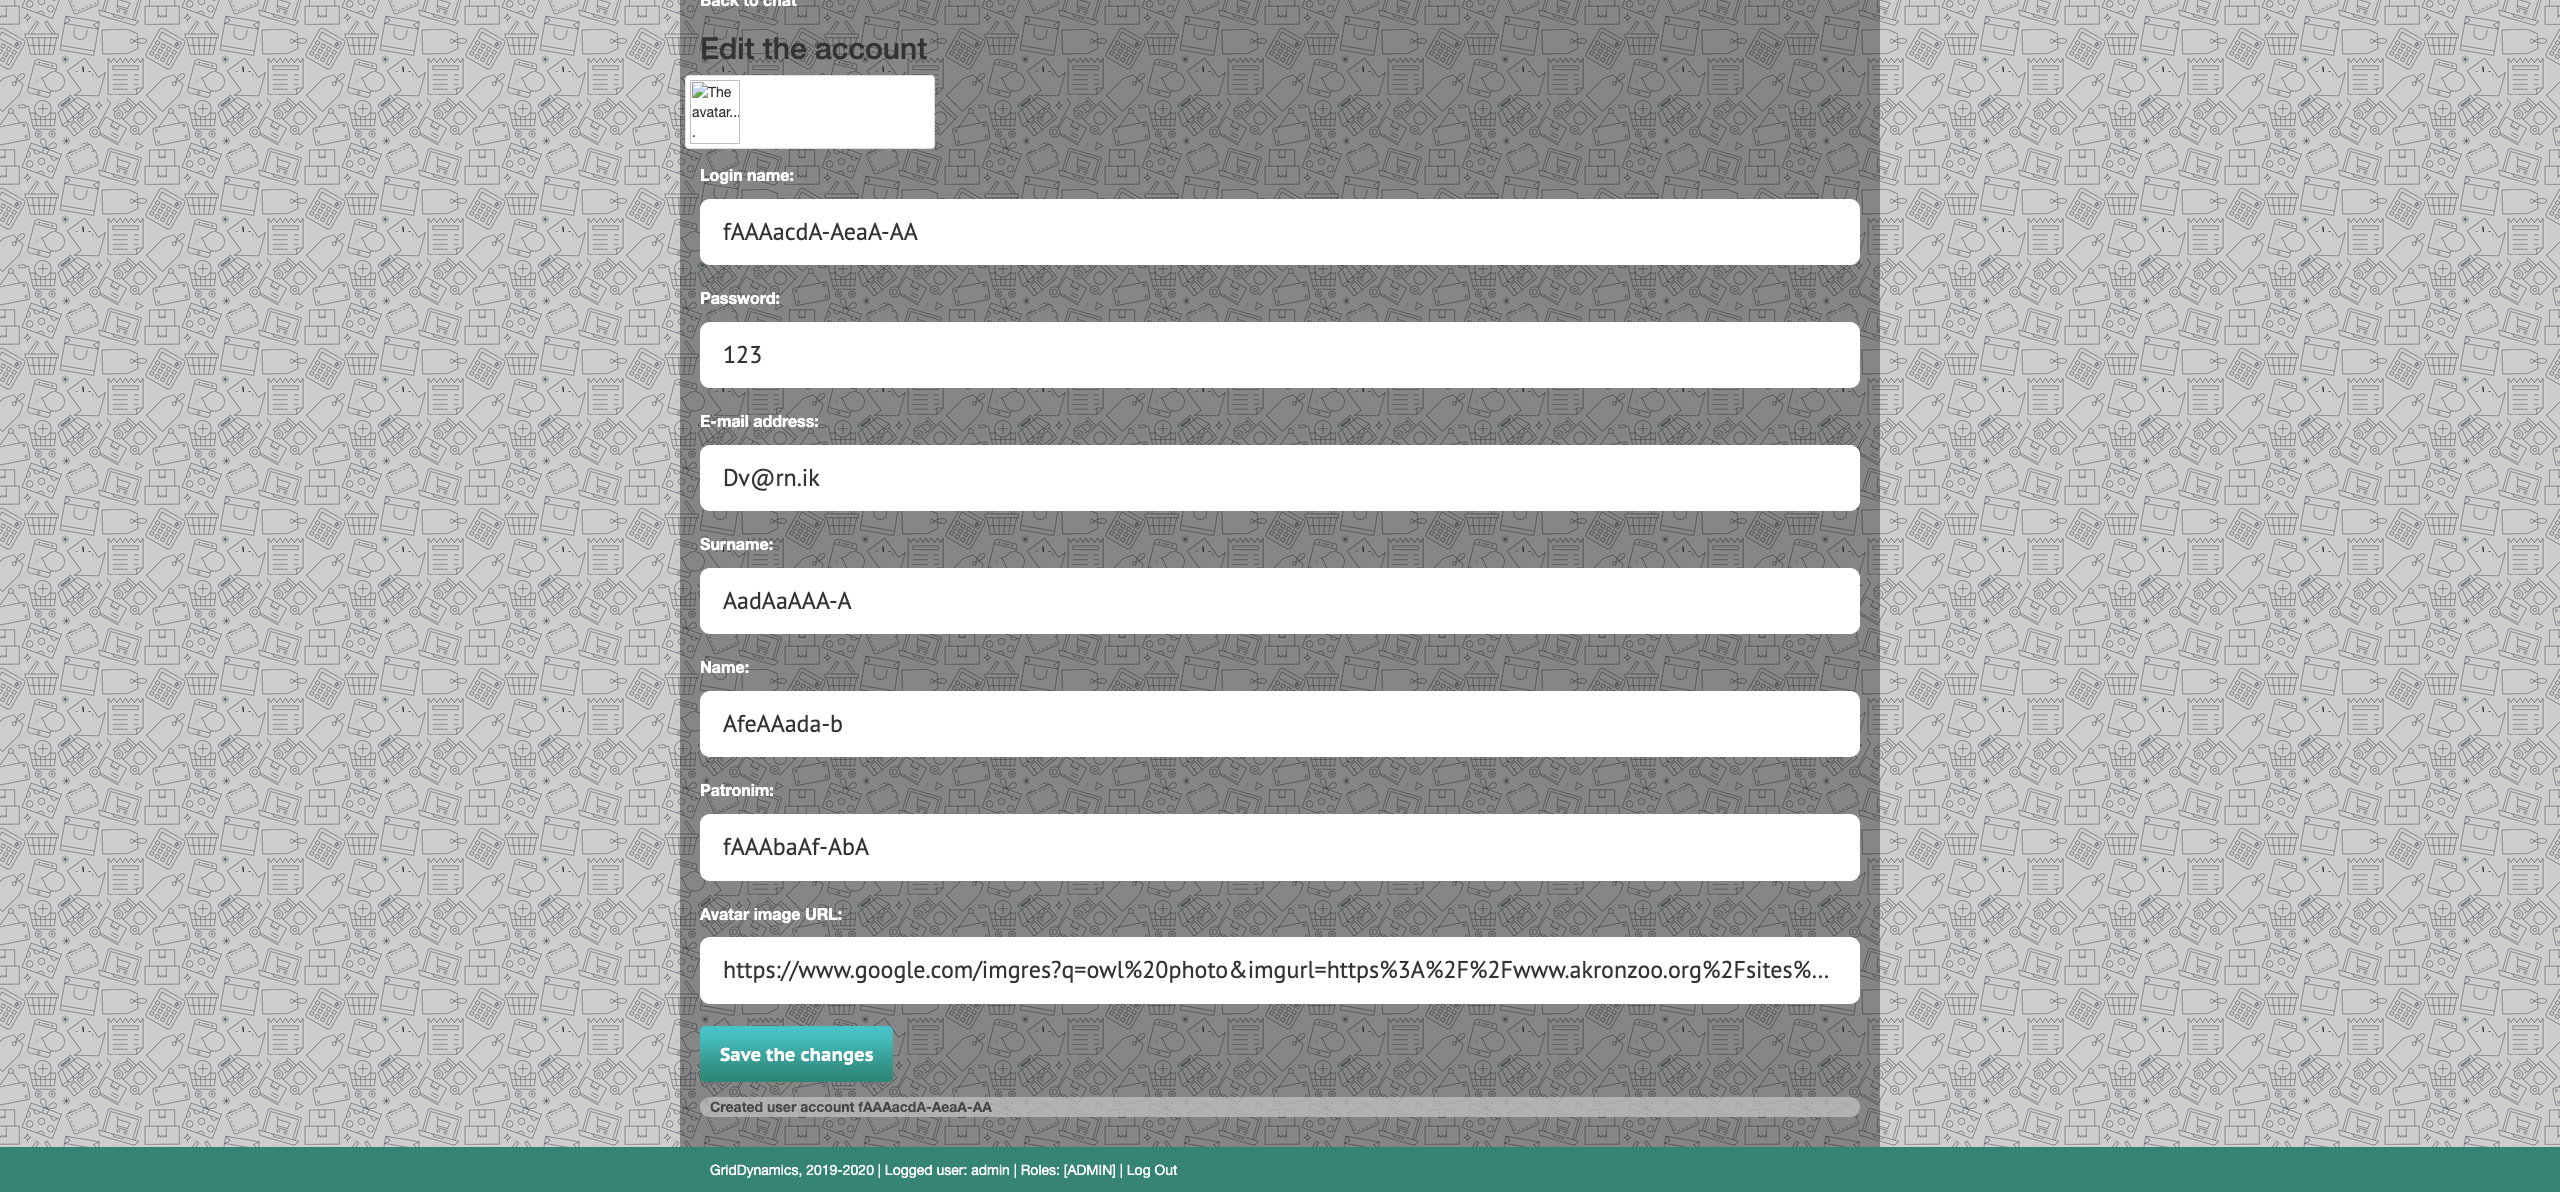 Back to chat
Edit the account
The
avatar...
.
Login name:
fAAAacdA-AeaA-AA
Password:
123
E-mail address:
Dv@rn.ik
Surname:
AadAaAAA-A
Name:
AfeAAada-b
Patronim:
fAAAbaAf-AbA
Avatar image URL:
https://www.google.com/imgres?q=owl%20photo&imgurl=https%3A%2F%2Fwww.akronzoo.org%2Fsites%...
Save the changes
Created user account fAAAacdA-AeaA-AA
GridDynamics, 2019-2020 | Logged user: admin | Roles: [ADMIN] | Log Out